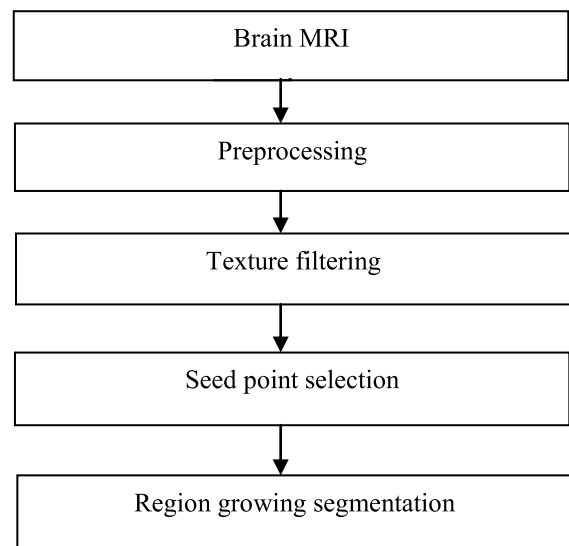 Brain MRI
Preprocessing
Texture filtering
Seed point selection
Region growing segmentation